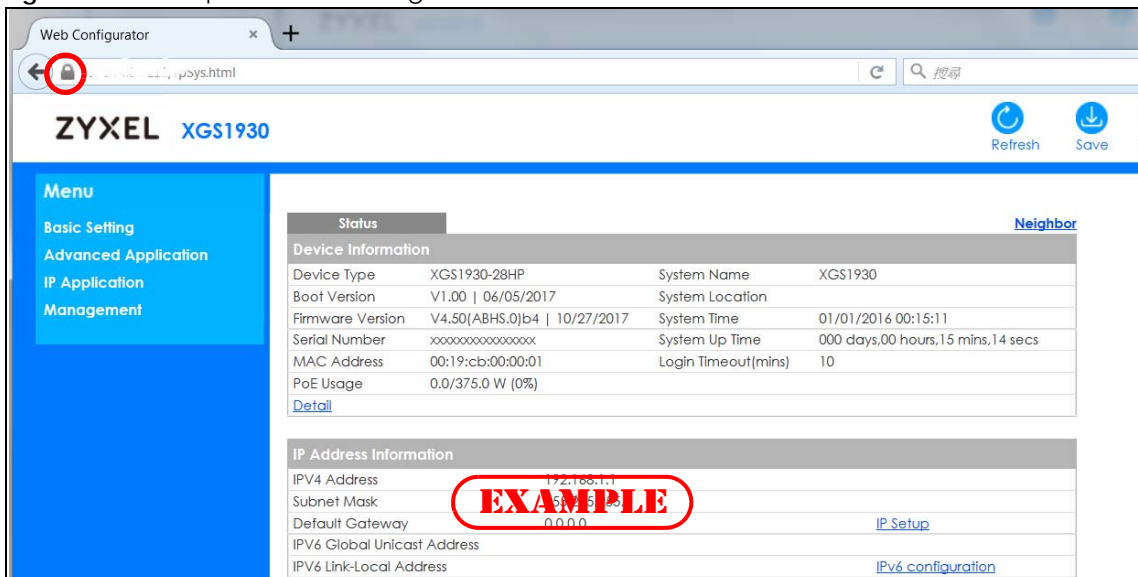 Web Configurator × +
Sys.html 搜尋
ZYXEL XGS1930
Refresh Save
Menu
Basic Setting
Advanced Application
IP Application
Management
Status Neighbor
Device Information
Device Type XGS1930-28HP System Name XGS1930
Boot Version V1.00 | 06/05/2017 System Location
Firmware Version V4.50(ABHS.0)b4 | 10/27/2017 System Time 01/01/2016 00:15:11
Serial Number xxxxxxxxxxxxxxxx System Up Time 000 days,00 hours,15 mins,14 secs
MAC Address 00:19:cb:00:00:01 Login Timeout(mins) 10
PoE Usage 0.0/375.0 W (0%)
Detail
IP Address Information
IPV4 Address 192.168.1.1
Subnet Mask
EXAMPLE
Default Gateway 0.0.0.0 IP Setup
IPV6 Global Unicast Address
IPV6 Link-Local Address IPv6 configuration